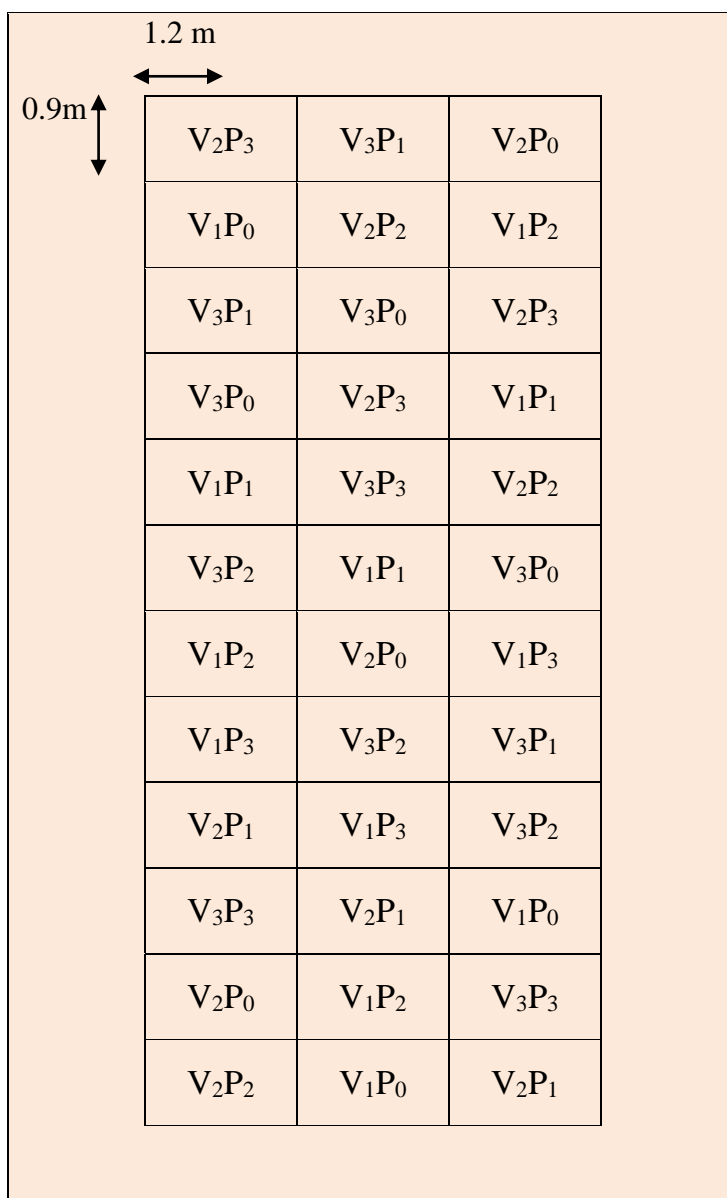 1.2 m
0.9m
V₂P₃ V₃P₁ V₂P₀
V₁P₀ V₂P₂ V₁P₂
V₃P₁ V₃P₀ V₂P₃
V₃P₀ V₂P₃ V₁P₁
V₁P₁ V₃P₃ V₂P₂
V₃P₂ V₁P₁ V₃P₀
V₁P₂ V₂P₀ V₁P₃
V₁P₃ V₃P₂ V₃P₁
V₂P₁ V₁P₃ V₃P₂
V₃P₃ V₂P₁ V₁P₀
V₂P₀ V₁P₂ V₃P₃
V₂P₂ V₁P₀ V₂P₁